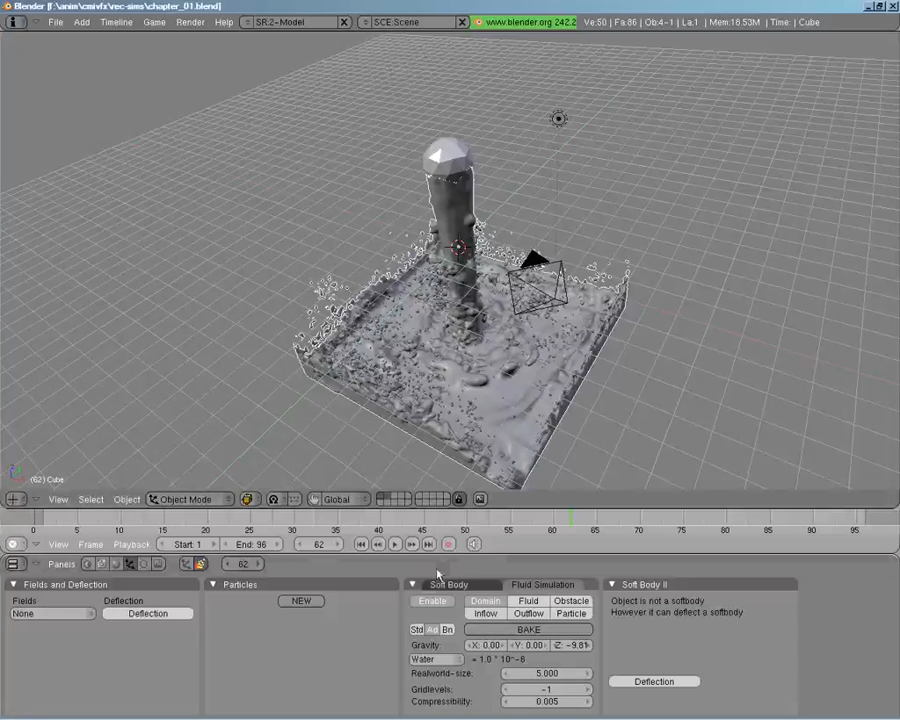 Blender [f:\anim\cmivfx\rec-sims\chapter_01.blend]
File Add Timeline Render Help SR:2-Model SCE:Scene www.blender.org 242.2 Ve:50 | Fa:86 | Ob:4-1 | La:1 | Mem:18.53M | Time: | Cube
(62) Cube
View Select Object Object Mode Global
0 5 10 15 20 25 30 35 40 45 50 55 60 65 70 75 80 85 90 95
View Frame Playback Start: 1 End: 96 62
Panels 62
Fields and Deflection Particles Soft Body Fluid Simulation Soft Body II
Fields Deflection NEW Enable Domain Fluid Obstacle Object is not a softbody
None Deflection Inflow Outflow Particle However it can deflect a softbody
Std Bn BAKE
Gravity: X: 0.00 Y: 0.00 Z: -9.81
Water = 1.0 * 10^-6
Realworld-size: 5.000
Deflection
Gridlevels: -1
Compressibility: 0.005